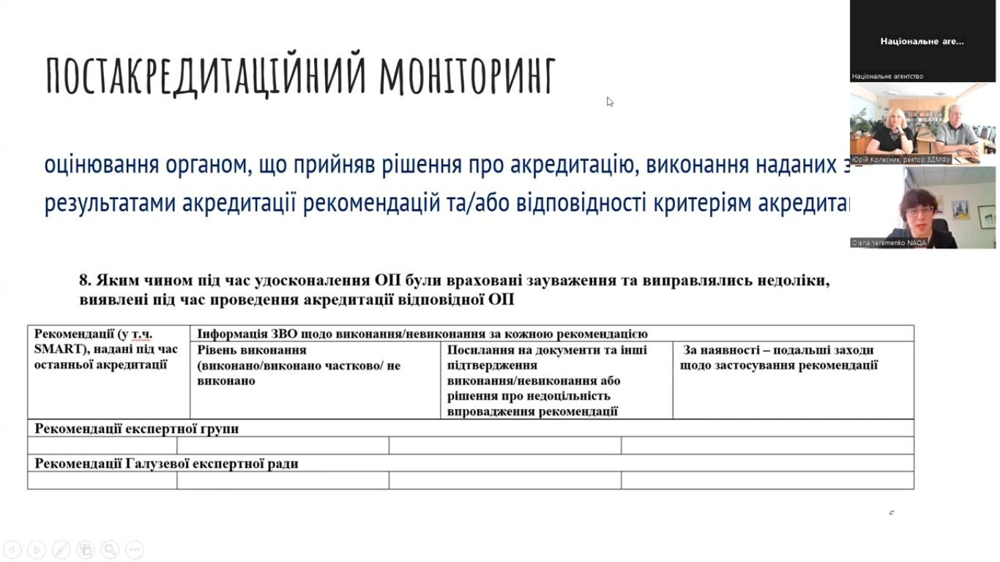 постакредитаційний моніторинг
оцінювання органом, що прийняв рішення про акредитацію, виконання наданих
результатами акредитації рекомендацій та/або відповідності критеріям
8. Яким чином під час удосконалення ОП були враховані зауваження та виправлялись недоліки,
виявлені під час проведення акредитації відповідної ОП
Рекомендації (у т.ч.
SMART), надані під час
останньої акредитації
Інформація ЗВО щодо виконання/невиконання за кожною рекомендацією
Рівень виконання
(виконано/виконано частково/ не
виконано
Посилання на документи та інші
підтвердження
виконання/невиконання або
рішення про недоцільність
впровадження рекомендації
За наявності – подальші заходи
щодо застосування рекомендації
Рекомендації експертної групи
Рекомендації Галузевої експертної ради
Національне аге...
Національне агентство
Юрій Колесник, ректор ЗДМФУ
Olena Yeremenko NAQA